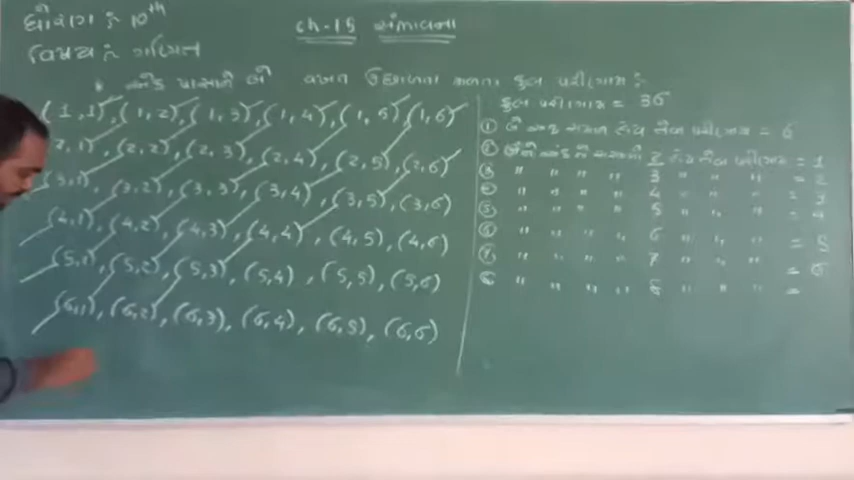 ધોરણ : 10th
વિષય : ગણિત
ch-15 સંભાવના
* એક પાસાને બે વખત ઉછાળતા મળતા કુલ પરિણામ :
(1,1), (1,2), (1,3), (1,4), (1,5), (1,6)
(2,1), (2,2), (2,3), (2,4), (2,5), (2,6)
(3,1), (3,2), (3,3), (3,4), (3,5), (3,6)
(4,1), (4,2), (4,3), (4,4), (4,5), (4,6)
(5,1), (5,2), (5,3), (5,4), (5,5), (5,6)
(6,1), (6,2), (6,3), (6,4), (6,5), (6,6)
કુલ પરિણામ = 36
① બે અંક સમાન હોય તેવા પરિણામ = 6
② બંને અંકનો સરવાળો 2 હોય તેવા પરિણામ = 1
③ " " " " 3 " " " = 2
④ " " " " 4 " " " = 3
⑤ " " " " 5 " " " = 4
⑥ " " " " 6 " " " = 5
⑦ " " " " 7 " " " = 6
⑧ " " " " 8 " " " =